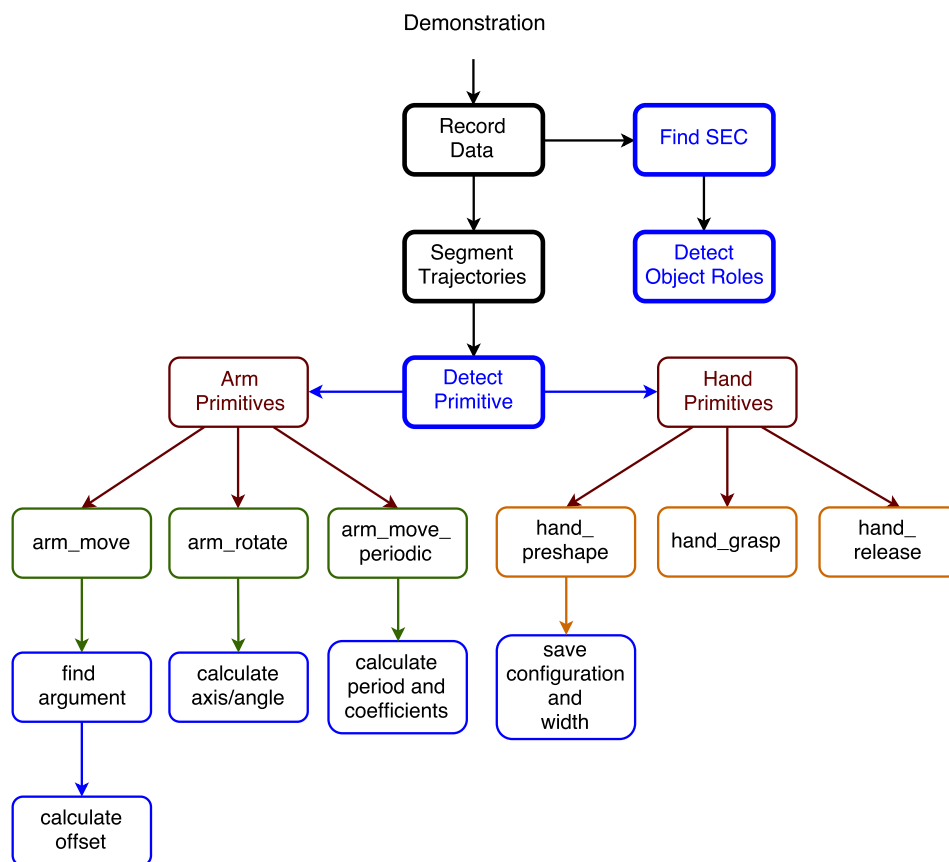 Demonstration
Record
Data
Find SEC
Segment
Trajectories
Detect
Object Roles
Arm
Primitives
Detect
Primitive
Hand
Primitives
arm_move
arm_rotate
arm_move_
periodic
hand_
preshape
hand_grasp
hand_
release
find
argument
calculate
axis/angle
calculate
period and
coefficients
save
configuration
and
width
calculate
offset